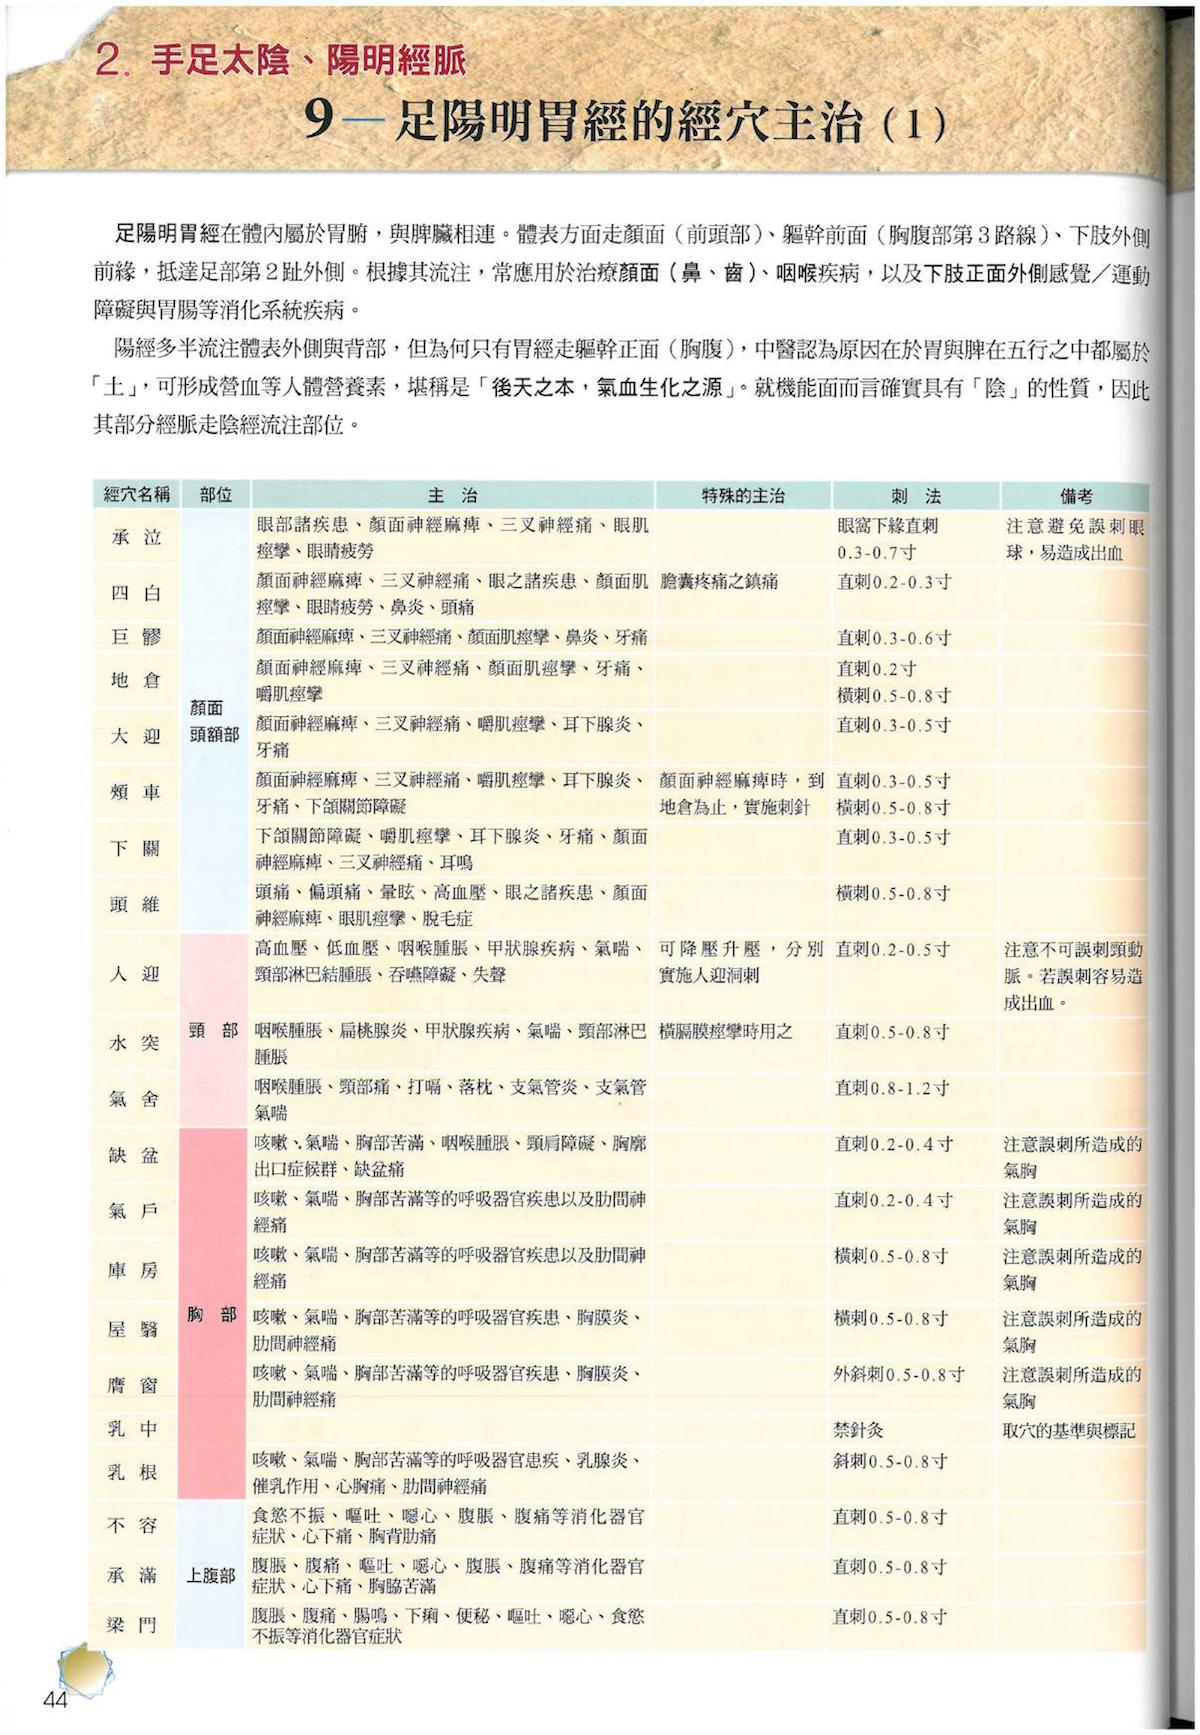 2. 手足太陰、陽明經脈
9—足陽明胃經的經穴主治(1)
足陽明胃經在體內屬於胃腑，與脾臟相連。體表方面走顏面（前頭部）、軀幹前面（胸腹部第3路線）、下肢外側
前緣，抵達足部第2趾外側。根據其流注，常應用於治療顏面（鼻、齒）、咽喉疾病，以及下肢正面外側感覺／運動
障礙與胃腸等消化系統疾病。
陽經多半流注體表外側與背部，但為何只有胃經走軀幹正面（胸腹），中醫認為原因在於胃與脾在五行之中都屬於
「土」，可形成營血等人體營養素，堪稱是「後天之本，氣血生化之源」。就機能面而言確實具有「陰」的性質，因此
其部分經脈走陰經流注部位。
經穴名稱 部位 主 治 特殊的主治 刺 法 備考
承 泣 眼部諸疾患、顏面神經麻痺、三叉神經痛、眼肌 眼窩下緣直刺 注意避免誤刺眼
痙攣、眼睛疲勞 0.3-0.7寸 球，易造成出血
四 白 顏面神經麻痺、三叉神經痛、眼之諸疾患、顏面肌 膽囊疼痛之鎮痛 直刺0.2-0.3寸
痙攣、眼睛疲勞、鼻炎、頭痛
巨 髎 顏面神經麻痺、三叉神經痛、顏面肌痙攣、鼻炎、牙痛 直刺0.3-0.6寸
地 倉 顏面神經麻痺、三叉神經痛、顏面肌痙攣、牙痛、 直刺0.2寸
嚼肌痙攣 橫刺0.5-0.8寸
顏面
頭額部
大 迎 顏面神經麻痺、三叉神經痛、嚼肌痙攣、耳下腺炎、 直刺0.3-0.5寸
牙痛
頰 車 顏面神經麻痺、三叉神經痛、嚼肌痙攣、耳下腺炎、 顏面神經麻痺時，到 直刺0.3-0.5寸
牙痛、下頜關節障礙 地倉為止，實施刺針 橫刺0.5-0.8寸
下 關 下頜關節障礙、嚼肌痙攣、耳下腺炎、牙痛、顏面 直刺0.3-0.5寸
神經麻痺、三叉神經痛、耳鳴
頭 維 頭痛、偏頭痛、暈眩、高血壓、眼之諸疾患、顏面 橫刺0.5-0.8寸
神經麻痺、眼肌痙攣、脫毛症
人 迎 高血壓、低血壓、咽喉腫脹、甲狀腺疾病、氣喘、 可降壓升壓，分別 直刺0.2-0.5寸 注意不可誤刺頸動
頸部淋巴結腫脹、吞嚥障礙、失聲 實施人迎洞刺 脈。若誤刺容易造
成出血。
頸 部
水 突 咽喉腫脹、扁桃腺炎、甲狀腺疾病、氣喘、頸部淋巴 橫膈膜痙攣時用之 直刺0.5-0.8寸
腫脹
氣 舍 咽喉腫脹、頸部痛、打嗝、落枕、支氣管炎、支氣管 直刺0.8-1.2寸
氣喘
缺 盆 咳嗽、氣喘、胸部苦滿、咽喉腫脹、頸肩障礙、胸廓 直刺0.2-0.4寸 注意誤刺所造成的
出口症候群、缺盆痛 氣胸
氣 戶 咳嗽、氣喘、胸部苦滿等的呼吸器官疾患以及肋間神 直刺0.2-0.4寸 注意誤刺所造成的
經痛 氣胸
庫 房 咳嗽、氣喘、胸部苦滿等的呼吸器官疾患以及肋間神 橫刺0.5-0.8寸 注意誤刺所造成的
經痛 氣胸
胸 部
屋 翳 咳嗽、氣喘、胸部苦滿等的呼吸器官疾患、胸膜炎、 橫刺0.5-0.8寸 注意誤刺所造成的
肋間神經痛 氣胸
膺 窗 咳嗽、氣喘、胸部苦滿等的呼吸器官疾患、胸膜炎、 外斜刺0.5-0.8寸 注意誤刺所造成的
肋間神經痛 氣胸
乳 中 禁針灸 取穴的基準與標記
乳 根 咳嗽、氣喘、胸部苦滿等的呼吸器官患疾、乳腺炎、 斜刺0.5-0.8寸
催乳作用、心胸痛、肋間神經痛
不 容 食慾不振、嘔吐、噁心、腹脹、腹痛等消化器官 直刺0.5-0.8寸
症狀、心下痛、胸背肋痛
承 滿 上腹部 腹脹、腹痛、嘔吐、噁心、腹脹、腹痛等消化器官 直刺0.5-0.8寸
症狀、心下痛、胸脇苦滿
梁 門 腹脹、腹痛、腸鳴、下痢、便秘、嘔吐、噁心、食慾 直刺0.5-0.8寸
不振等消化器官症狀
44